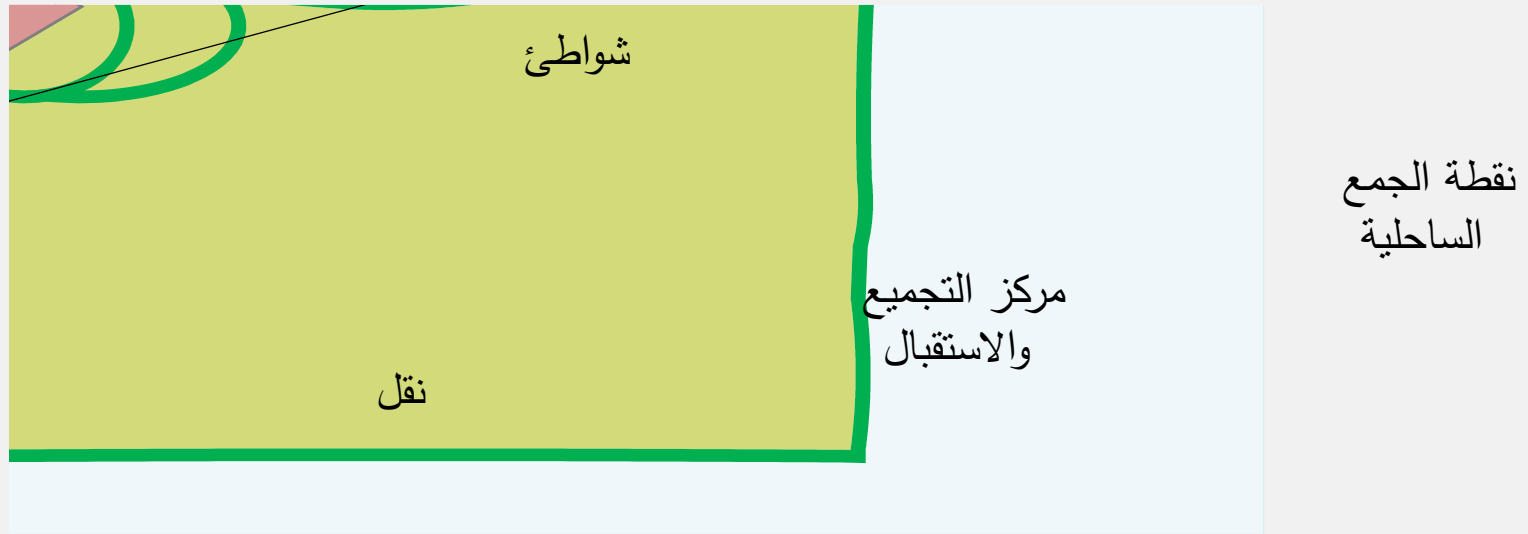 شواطئ
نقطة الجمع
الساحلية
مركز التجميع
والاستقبال
نقل